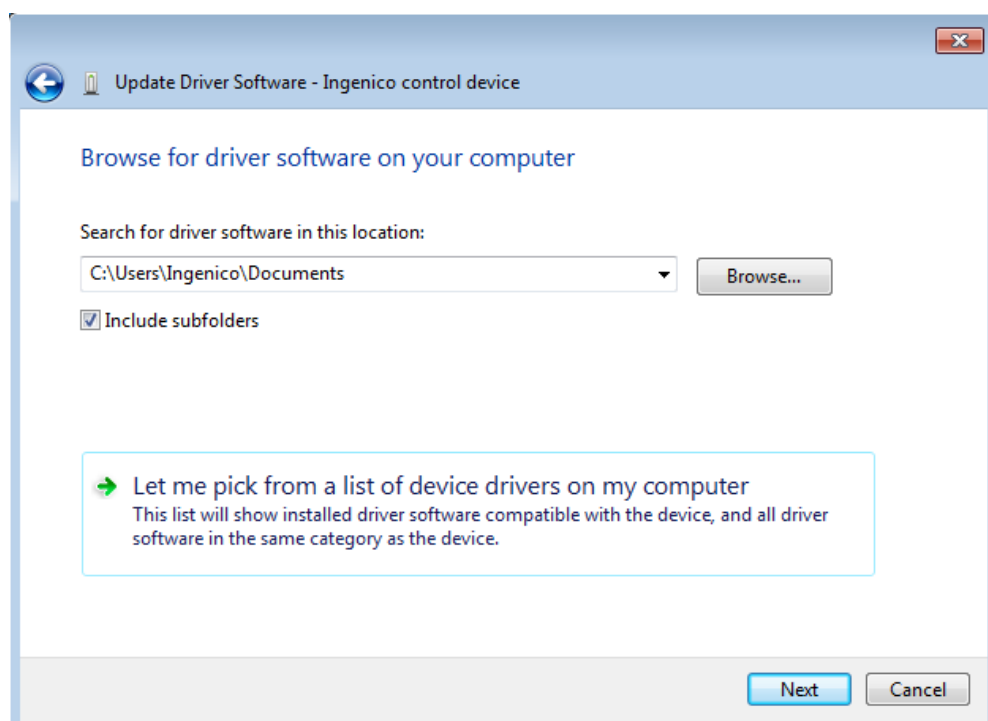 Update Driver Software - Ingenico control device
Browse for driver software on your computer
Search for driver software in this location:
C:\Users\Ingenico\Documents
Browse...
Include subfolders
Let me pick from a list of device drivers on my computer
This list will show installed driver software compatible with the device, and all driver
software in the same category as the device.
Next
Cancel